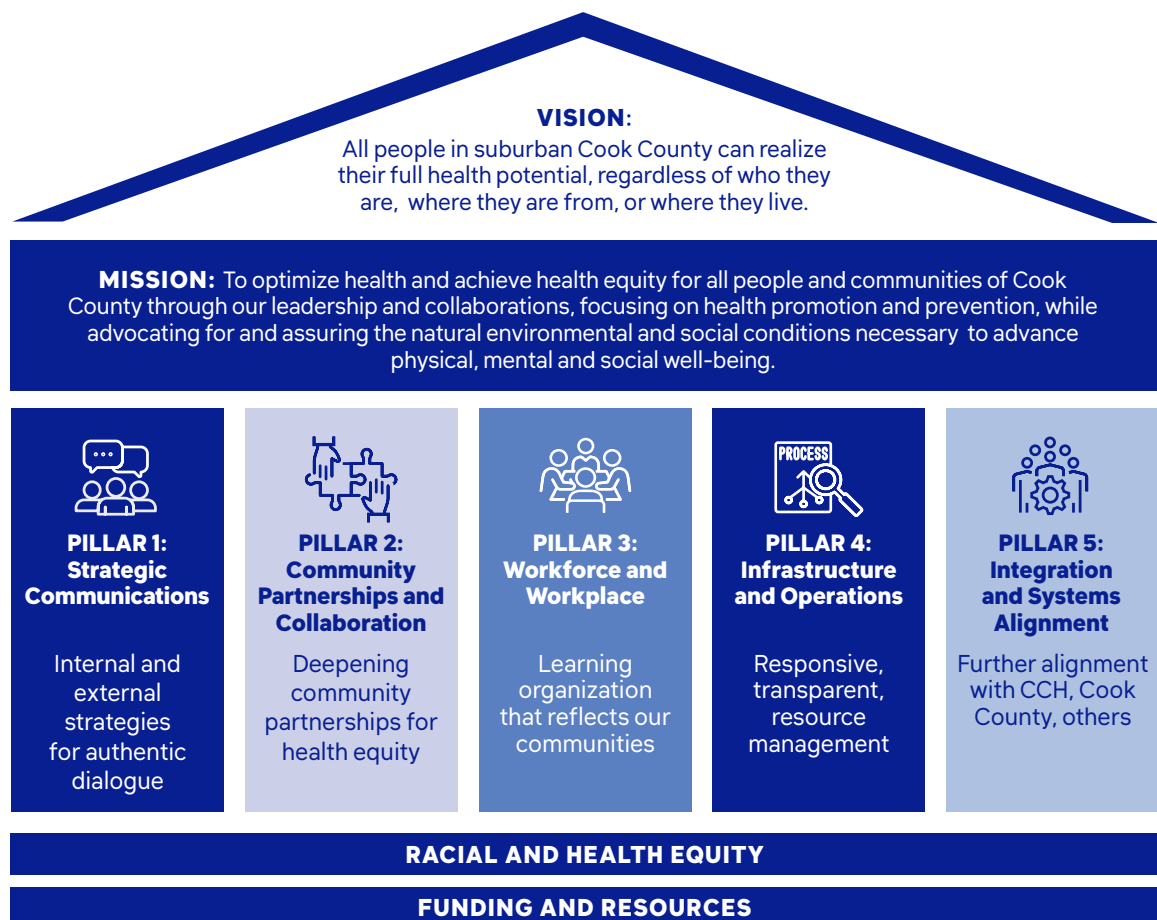 VISION:
All people in suburban Cook County can realize
their full health potential, regardless of who they
are, where they are from, or where they live.
MISSION: To optimize health and achieve health equity for all people and communities of Cook
County through our leadership and collaborations, focusing on health promotion and prevention, while
advocating for and assuring the natural environmental and social conditions necessary to advance
physical, mental and social well-being.
PILLAR 1:
Strategic
Communications
Internal and
external
strategies
for authentic
dialogue
PILLAR 2:
Community
Partnerships and
Collaboration
Deepening
community
partnerships for
health equity
PILLAR 3:
Workforce and
Workplace
Learning
organization
that reflects our
communities
PROCESS
PILLAR 4:
Infrastructure
and Operations
Responsive,
transparent,
resource
management
PILLAR 5:
Integration
and Systems
Alignment
Further alignment
with CCH, Cook
County, others
RACIAL AND HEALTH EQUITY
FUNDING AND RESOURCES